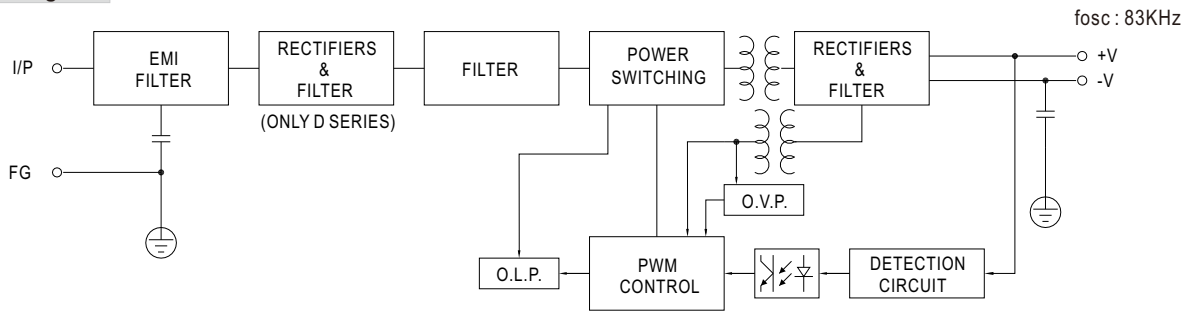 fosc : 83KHz
I/P
EMI
FILTER
RECTIFIERS
&
FILTER
(ONLY D SERIES)
FILTER
POWER
SWITCHING
RECTIFIERS
&
FILTER
+V
-V
FG
O.V.P.
O.L.P.
PWM
CONTROL
DETECTION
CIRCUIT